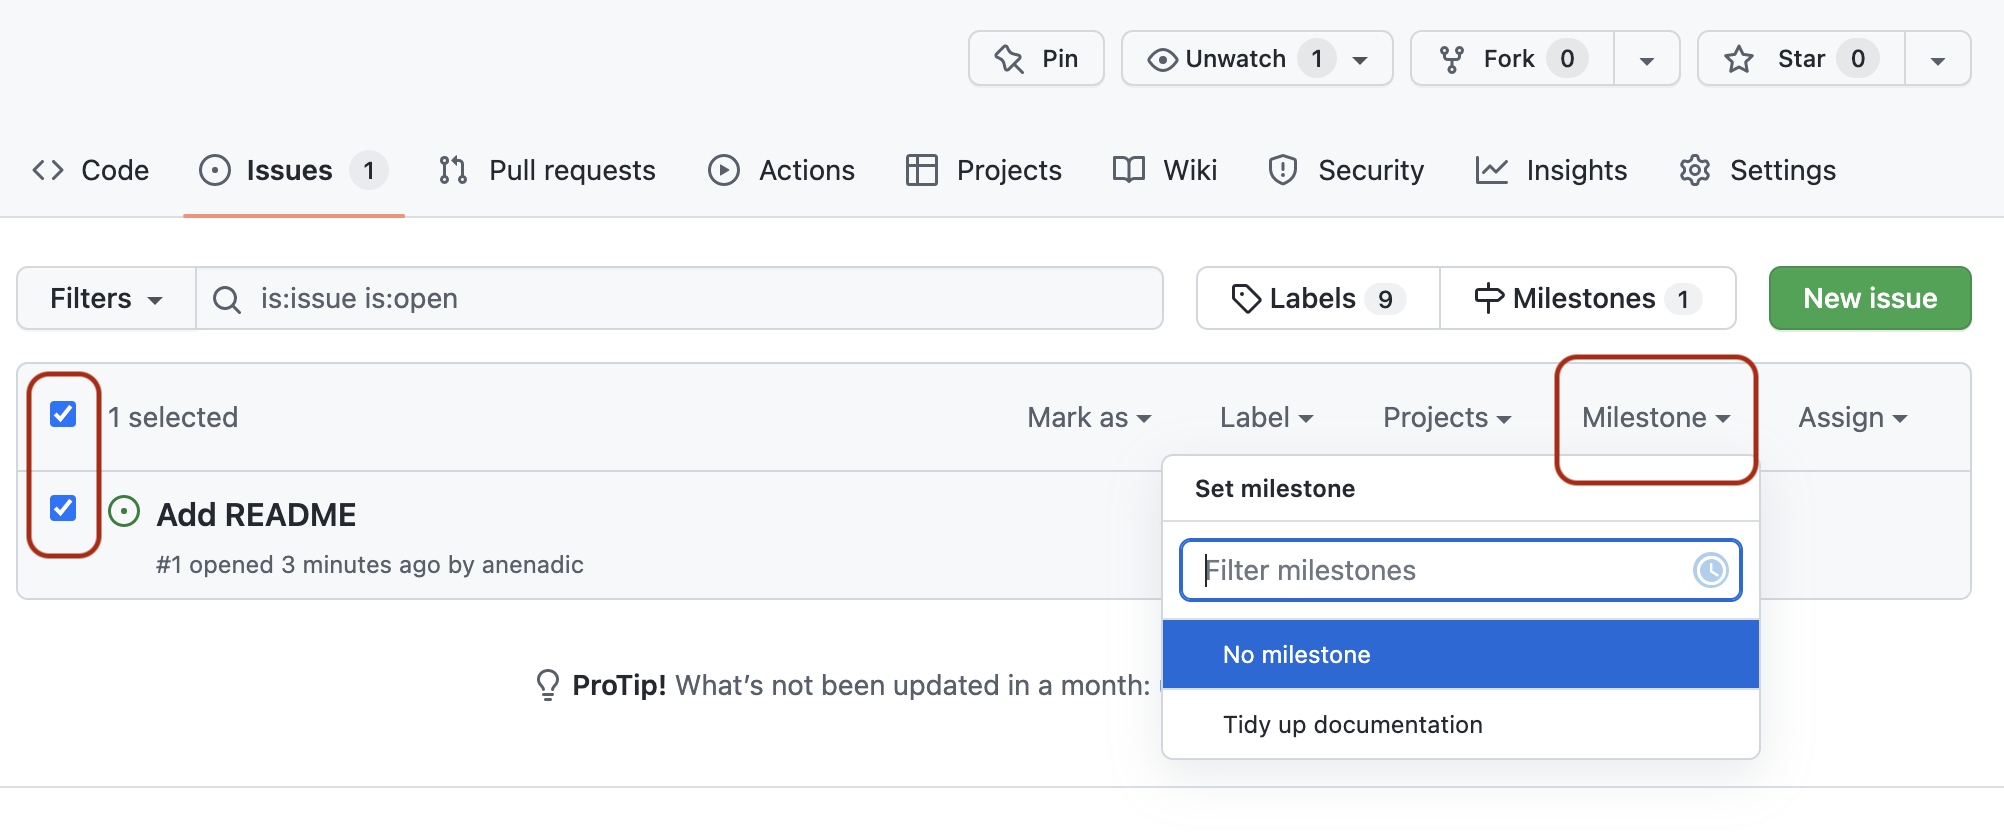 Pin Unwatch 1 Fork 0 Star 0
Code Issues 1 Pull requests Actions Projects Wiki Security Insights Settings
Filters is:issue is:open Labels 9 Milestones 1 New issue
1 selected Mark as Label Projects Milestone Assign
Set milestone
Add README
#1 opened 3 minutes ago by anenadic
Filter milestones
No milestone
ProTip! What’s not been updated in a month:
Tidy up documentation